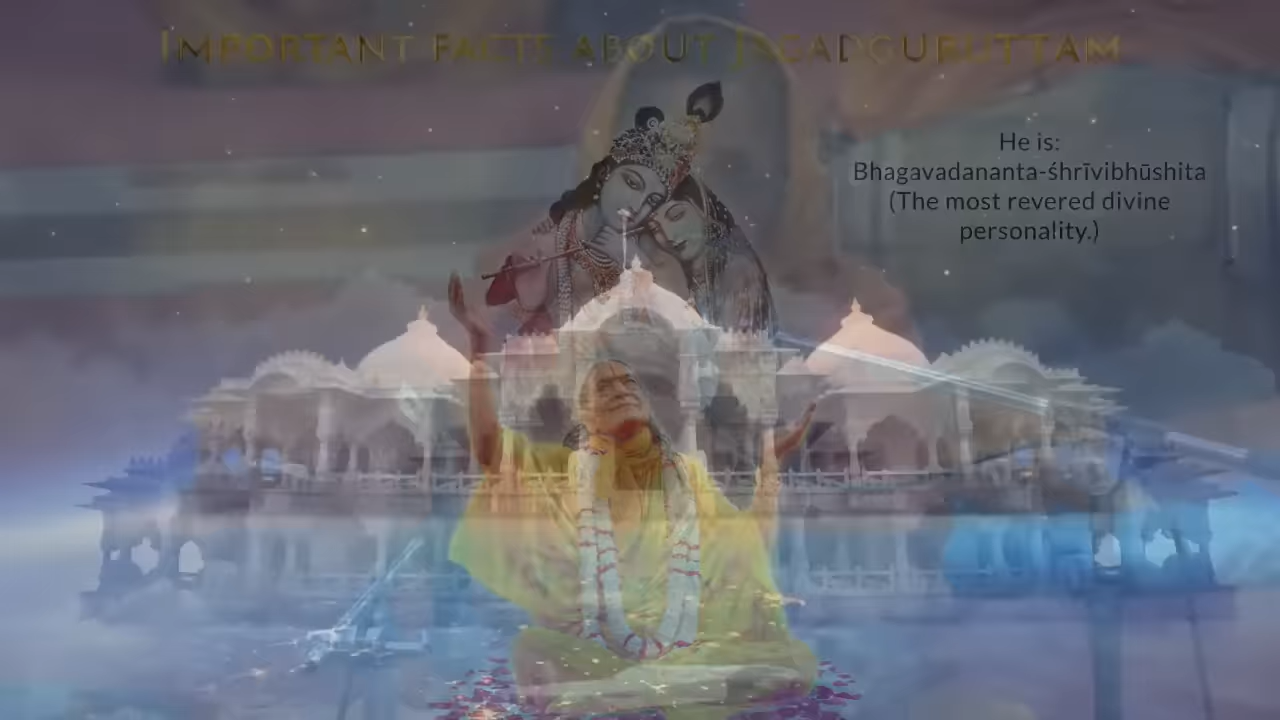 IMPORTANT FACTS ABOUT JAGADGURUTTAM
He is:
Bhagavadananta-śhrīvibhūshita
(The most revered divine
personality.)